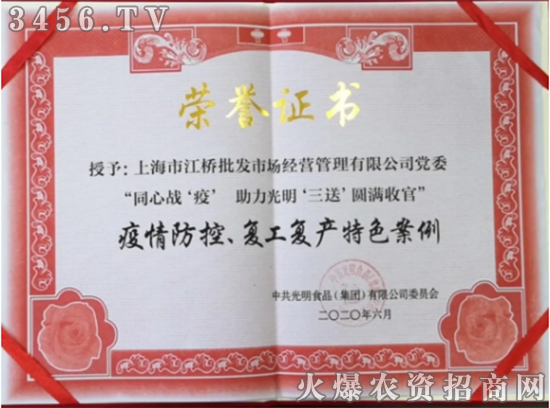 3456.TV
荣誉证书
授予：上海市江桥批发市场经营管理有限公司党委
“同心战‘疫’ 助力光明‘三送’圆满收官”
疫情防控、复工复产特色案例
中共光明食品（集团）有限公司委员会
二〇二〇年六月
火爆农资招商网